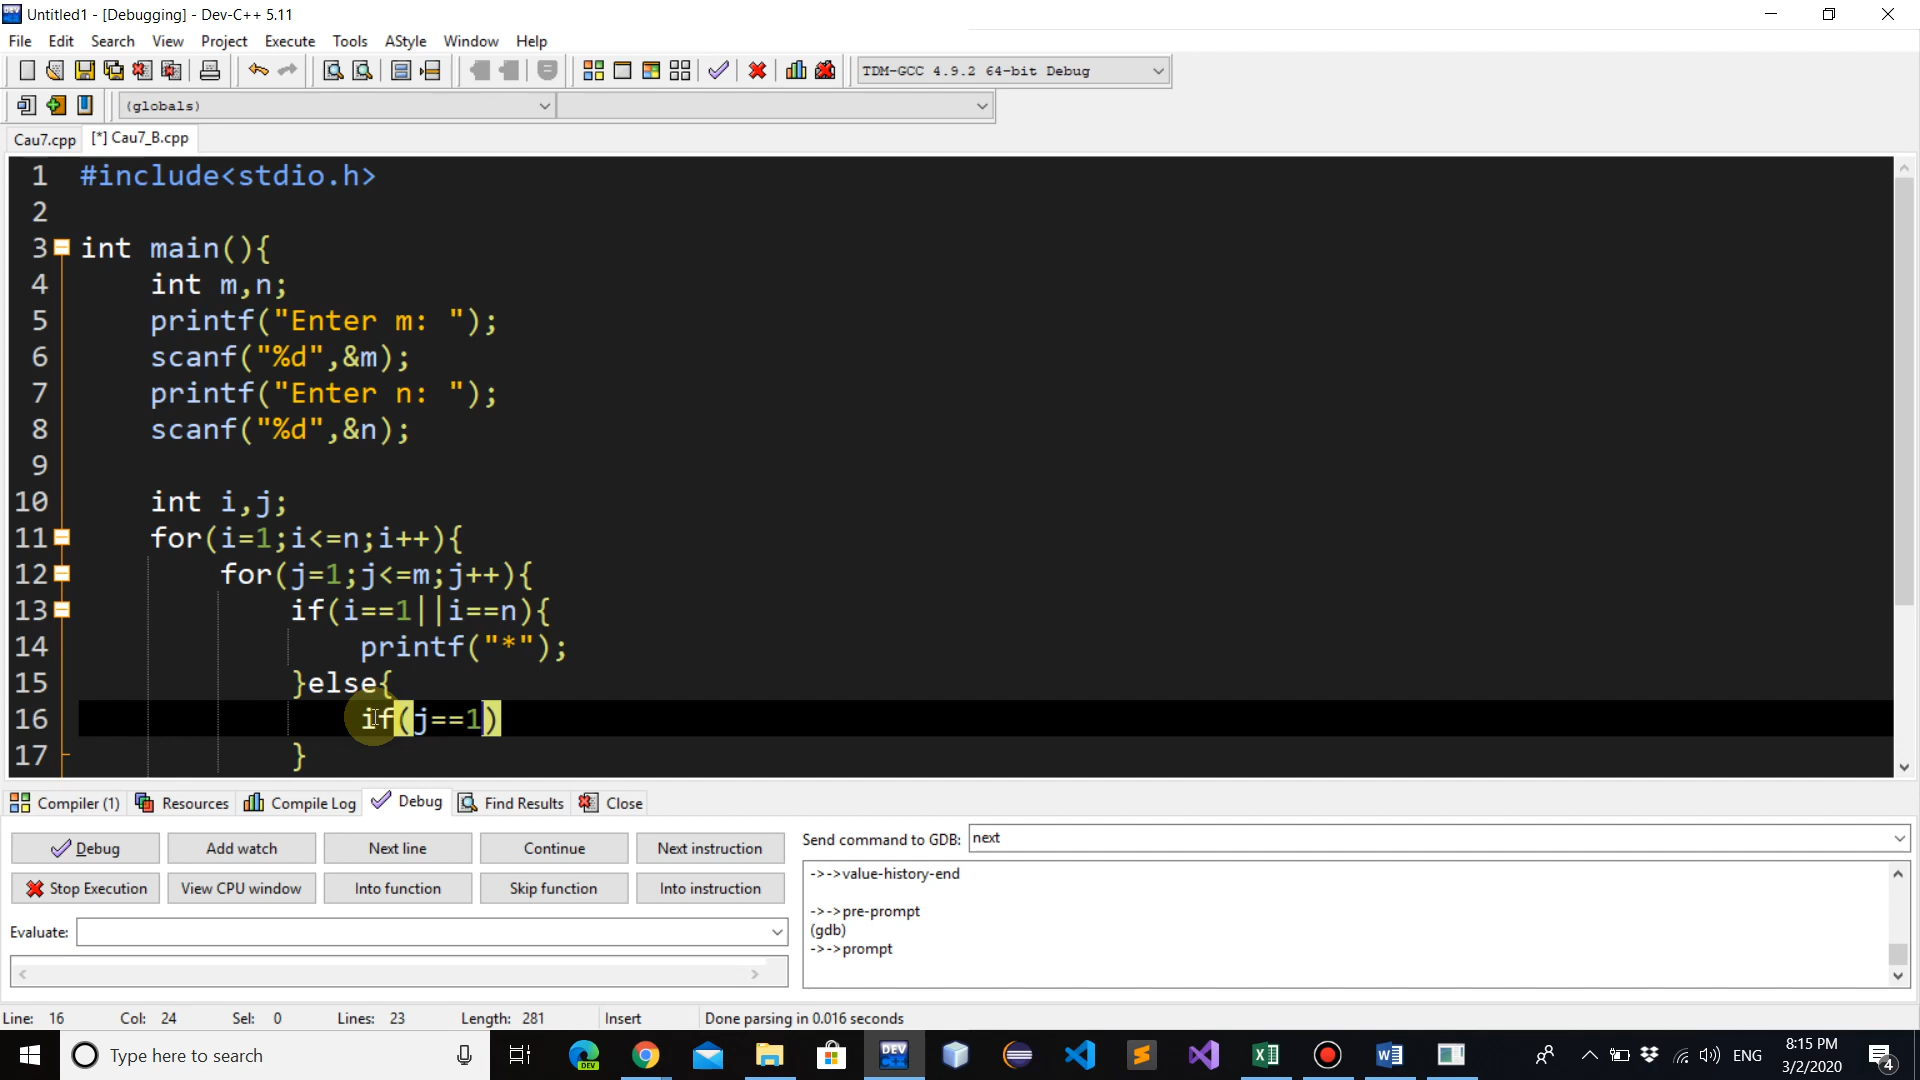 Untitled1 - [Debugging] - Dev-C++ 5.11
File Edit Search View Project Execute Tools AStyle Window Help
TDM-GCC 4.9.2 64-bit Debug
(globals)
Cau7.cpp [*] Cau7_B.cpp
1 #include<stdio.h>
2
3 int main(){
4 int m,n;
5 printf("Enter m: ");
6 scanf("%d",&m);
7 printf("Enter n: ");
8 scanf("%d",&n);
9
10 int i,j;
11 for(i=1;i<=n;i++){
12 for(j=1;j<=m;j++){
13 if(i==1||i==n){
14 printf("*");
15 }else{
16 if(j==1)
17 }
Compiler (1) Resources Compile Log Debug Find Results Close
Debug Add watch Next line Continue Next instruction
Send command to GDB: next
Stop Execution View CPU window Into function Skip function Into instruction
Evaluate:
->->value-history-end
->->pre-prompt
(gdb)
->->prompt
Line: 16 Col: 24 Sel: 0 Lines: 23 Length: 281 Insert Done parsing in 0.016 seconds
Type here to search
DEV
DEV
ENG
8:15 PM
3/2/2020
4